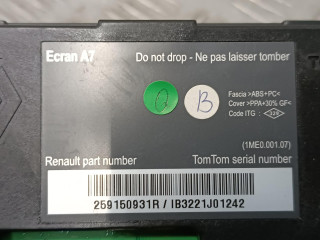 Ecran A7
Do not drop - Ne pas laisser tomber
Q
B
Fascia >ABS+PC<
Cover >PPA+30% GF<
Code ITG :
(1ME0.001.07)
Renault part number
TomTom serial number
259150931R / IB3221J01242